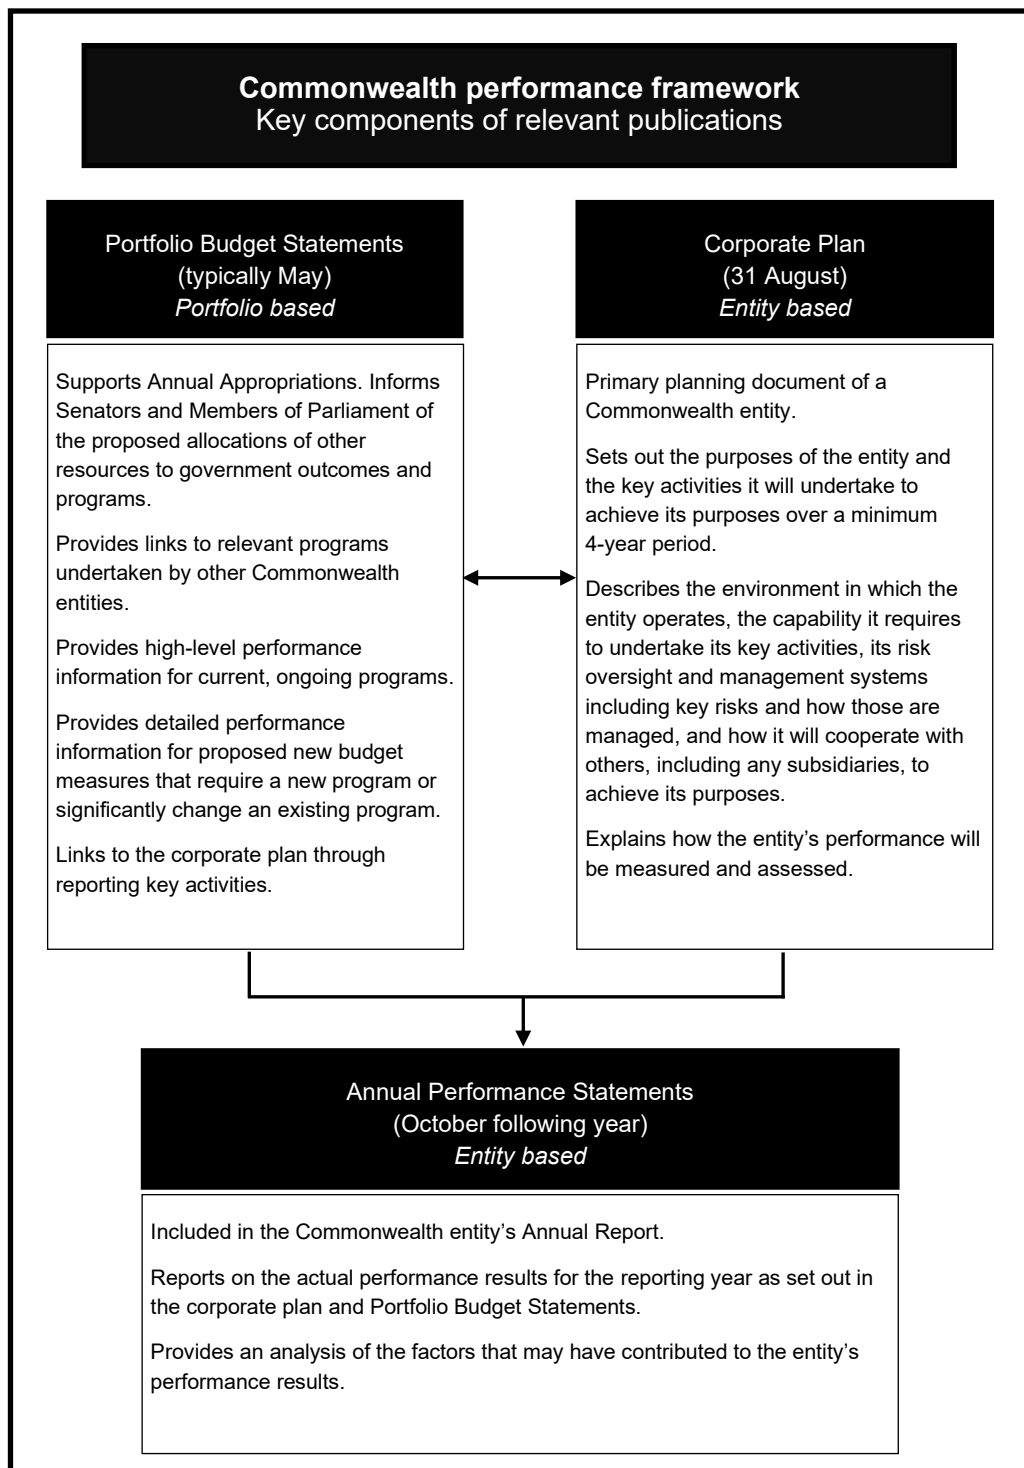 Commonwealth performance framework
Key components of relevant publications
Portfolio Budget Statements
(typically May)
Portfolio based
Supports Annual Appropriations. Informs
Senators and Members of Parliament of
the proposed allocations of other
resources to government outcomes and
programs.
Provides links to relevant programs
undertaken by other Commonwealth
entities.
Provides high-level performance
information for current, ongoing programs.
Provides detailed performance
information for proposed new budget
measures that require a new program or
significantly change an existing program.
Links to the corporate plan through
reporting key activities.
Corporate Plan
(31 August)
Entity based
Primary planning document of a
Commonwealth entity.
Sets out the purposes of the entity and
the key activities it will undertake to
achieve its purposes over a minimum
4-year period.
Describes the environment in which the
entity operates, the capability it requires
to undertake its key activities, its risk
oversight and management systems
including key risks and how those are
managed, and how it will cooperate with
others, including any subsidiaries, to
achieve its purposes.
Explains how the entity’s performance will
be measured and assessed.
Annual Performance Statements
(October following year)
Entity based
Included in the Commonwealth entity’s Annual Report.
Reports on the actual performance results for the reporting year as set out in
the corporate plan and Portfolio Budget Statements.
Provides an analysis of the factors that may have contributed to the entity’s
performance results.